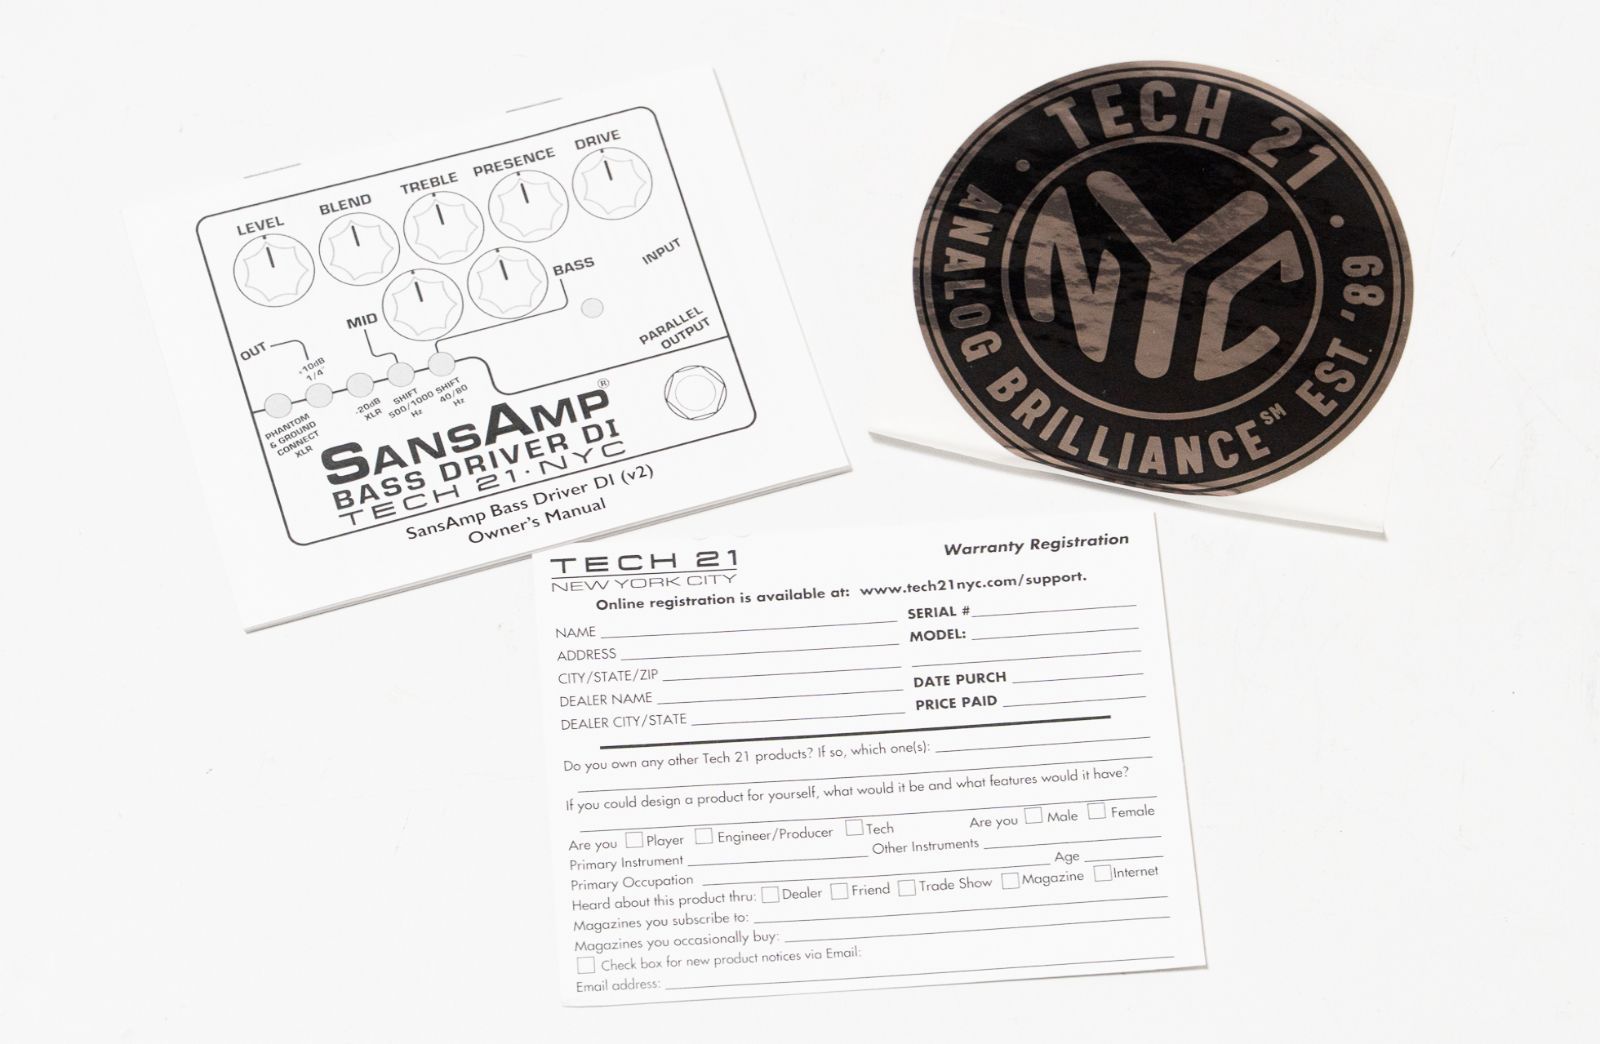 LEVEL
BLEND
TREBLE
PRESENCE
DRIVE
MID
BASS
INPUT
OUT
+10dB
1/4"
PARALLEL
OUTPUT
PHANTOM
& GROUND
CONNECT
XLR
-20dB
XLR
SHIFT
500/1000
Hz
SHIFT
40/80
Hz
SANSAMP®
BASS DRIVER DI
TECH 21·NYC
SansAmp Bass Driver DI (v2)
Owner's Manual
· TECH 21 ·
NYC
ANALOG BRILLIANCE℠ EST. '89
TECH 21
NEW YORK CITY
Warranty Registration
Online registration is available at: www.tech21nyc.com/support.
NAME
SERIAL #
ADDRESS
MODEL:
CITY/STATE/ZIP
DEALER NAME
DATE PURCH
DEALER CITY/STATE
PRICE PAID
Do you own any other Tech 21 products? If so, which one(s):
If you could design a product for yourself, what would it be and what features would it have?
Are you Player Engineer/Producer Tech Are you Male Female
Primary Instrument Other Instruments
Primary Occupation Age
Heard about this product thru: Dealer Friend Trade Show Magazine Internet
Magazines you subscribe to:
Magazines you occasionally buy:
Check box for new product notices via Email:
Email address: